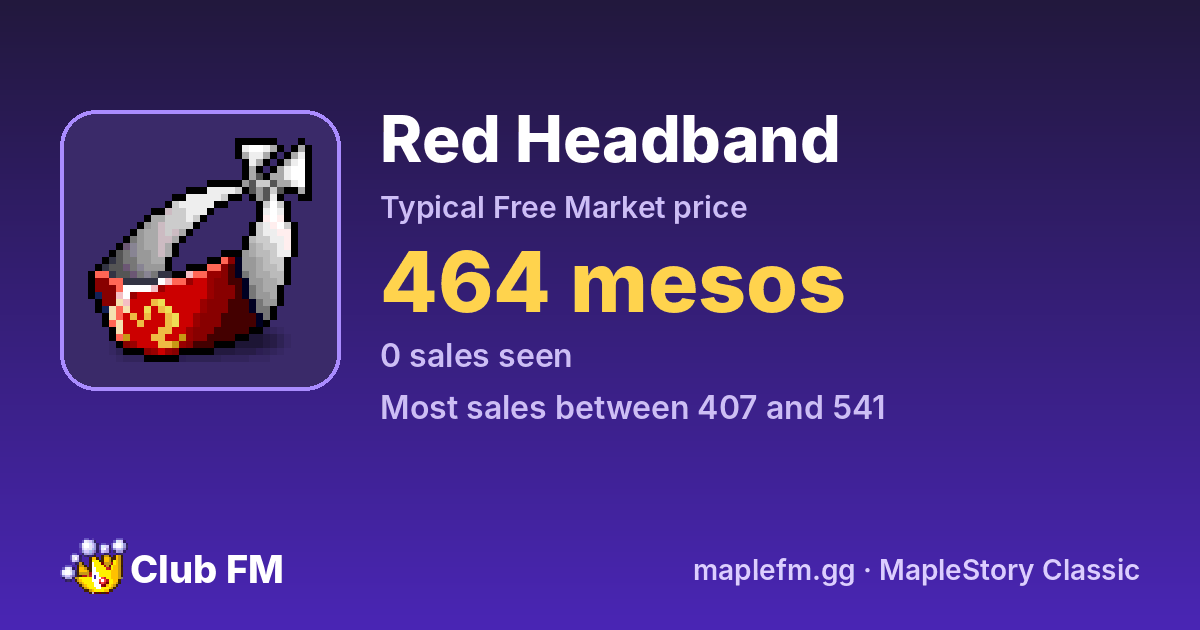 Red Headband
Typical Free Market price
464 mesos
0 sales seen
Most sales between 407 and 541
Club FM
maplefm.gg · MapleStory Classic